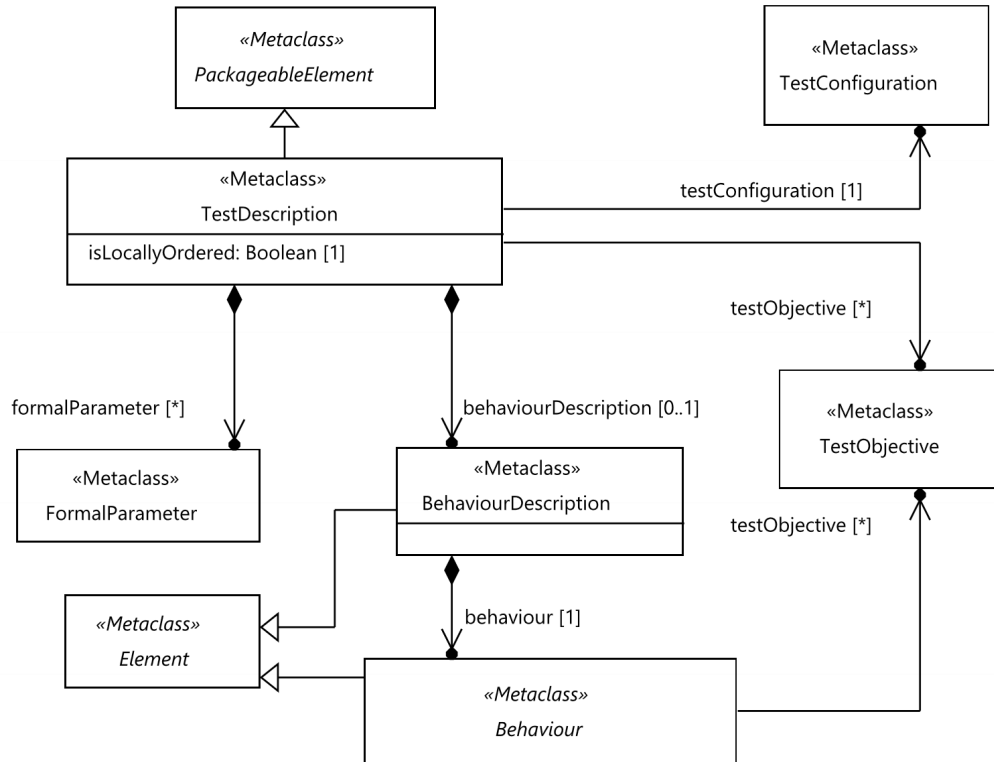 «Metaclass»
PackageableElement
«Metaclass»
TestConfiguration
«Metaclass»
TestDescription
isLocallyOrdered: Boolean [1]
testConfiguration [1]
testObjective [*]
formalParameter [*]
behaviourDescription [0..1]
«Metaclass»
TestObjective
«Metaclass»
FormalParameter
«Metaclass»
BehaviourDescription
testObjective [*]
behaviour [1]
«Metaclass»
Element
«Metaclass»
Behaviour